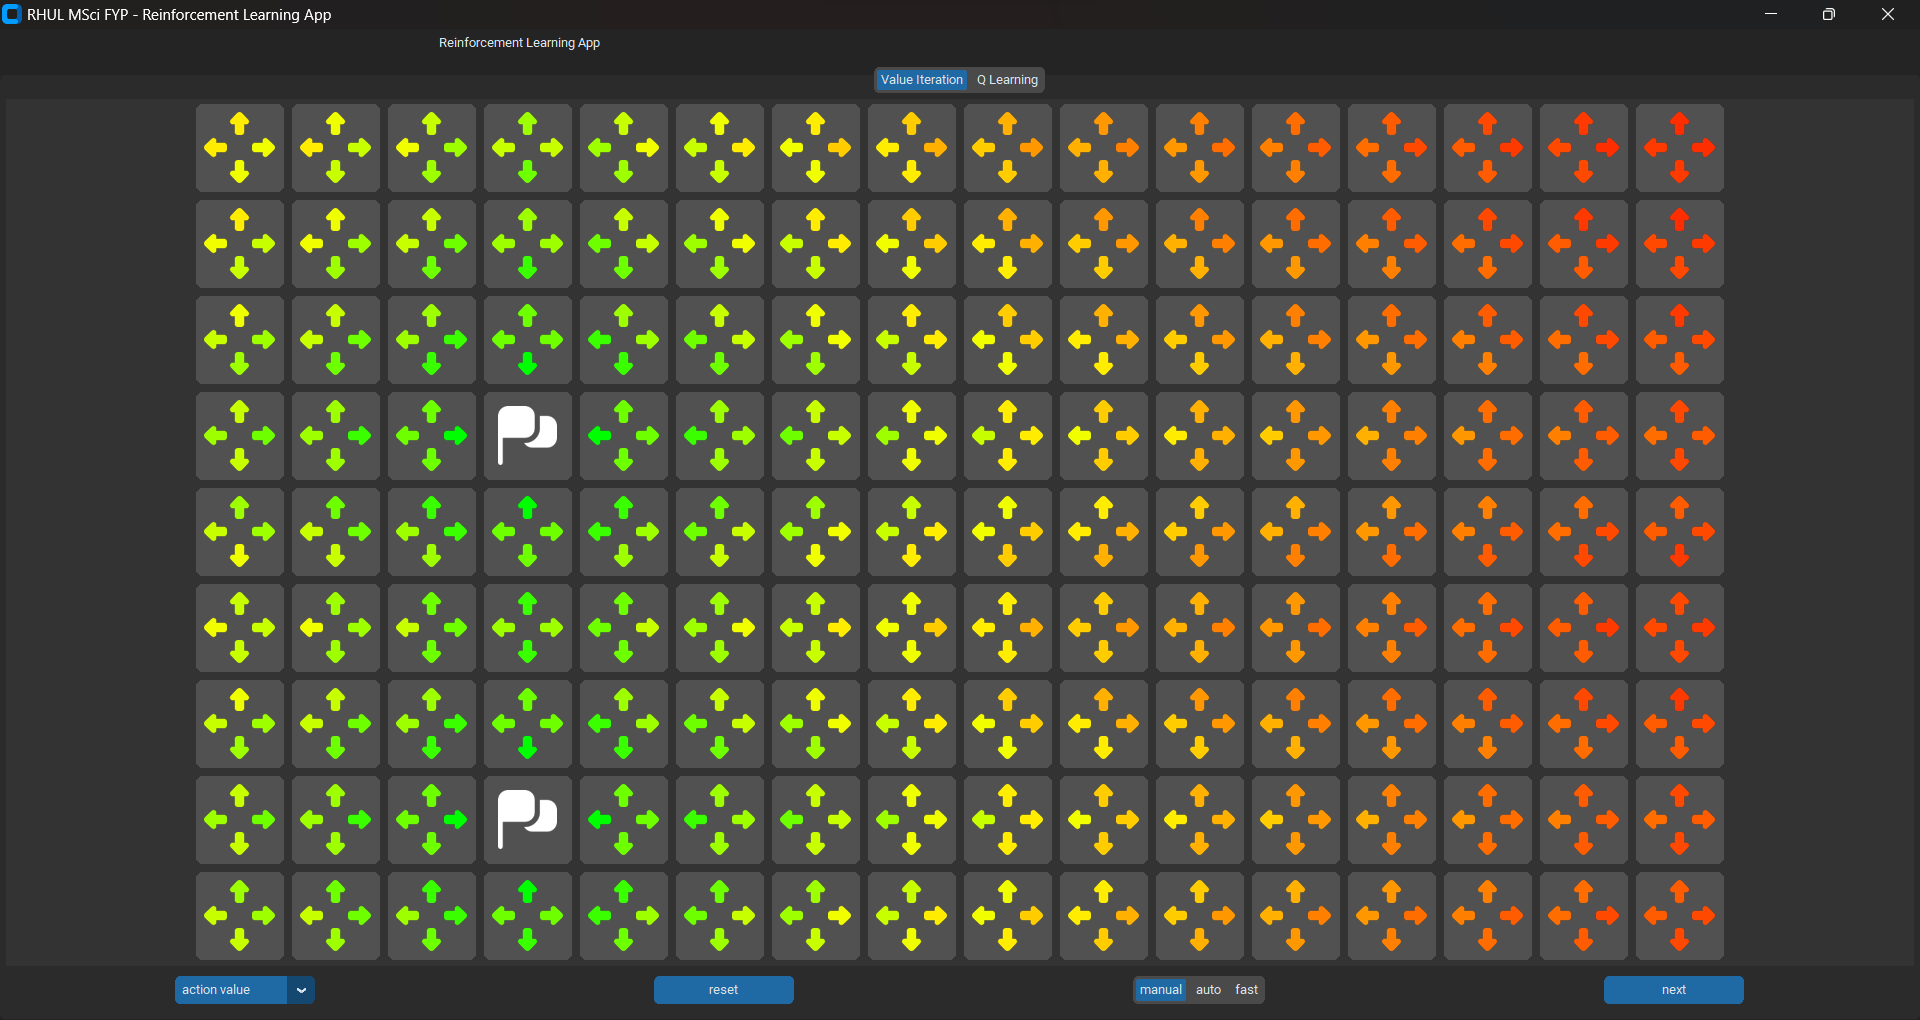 RHUL MSci FYP - Reinforcement Learning App
Reinforcement Learning App
Value Iteration Q Learning
action value reset manual auto fast next